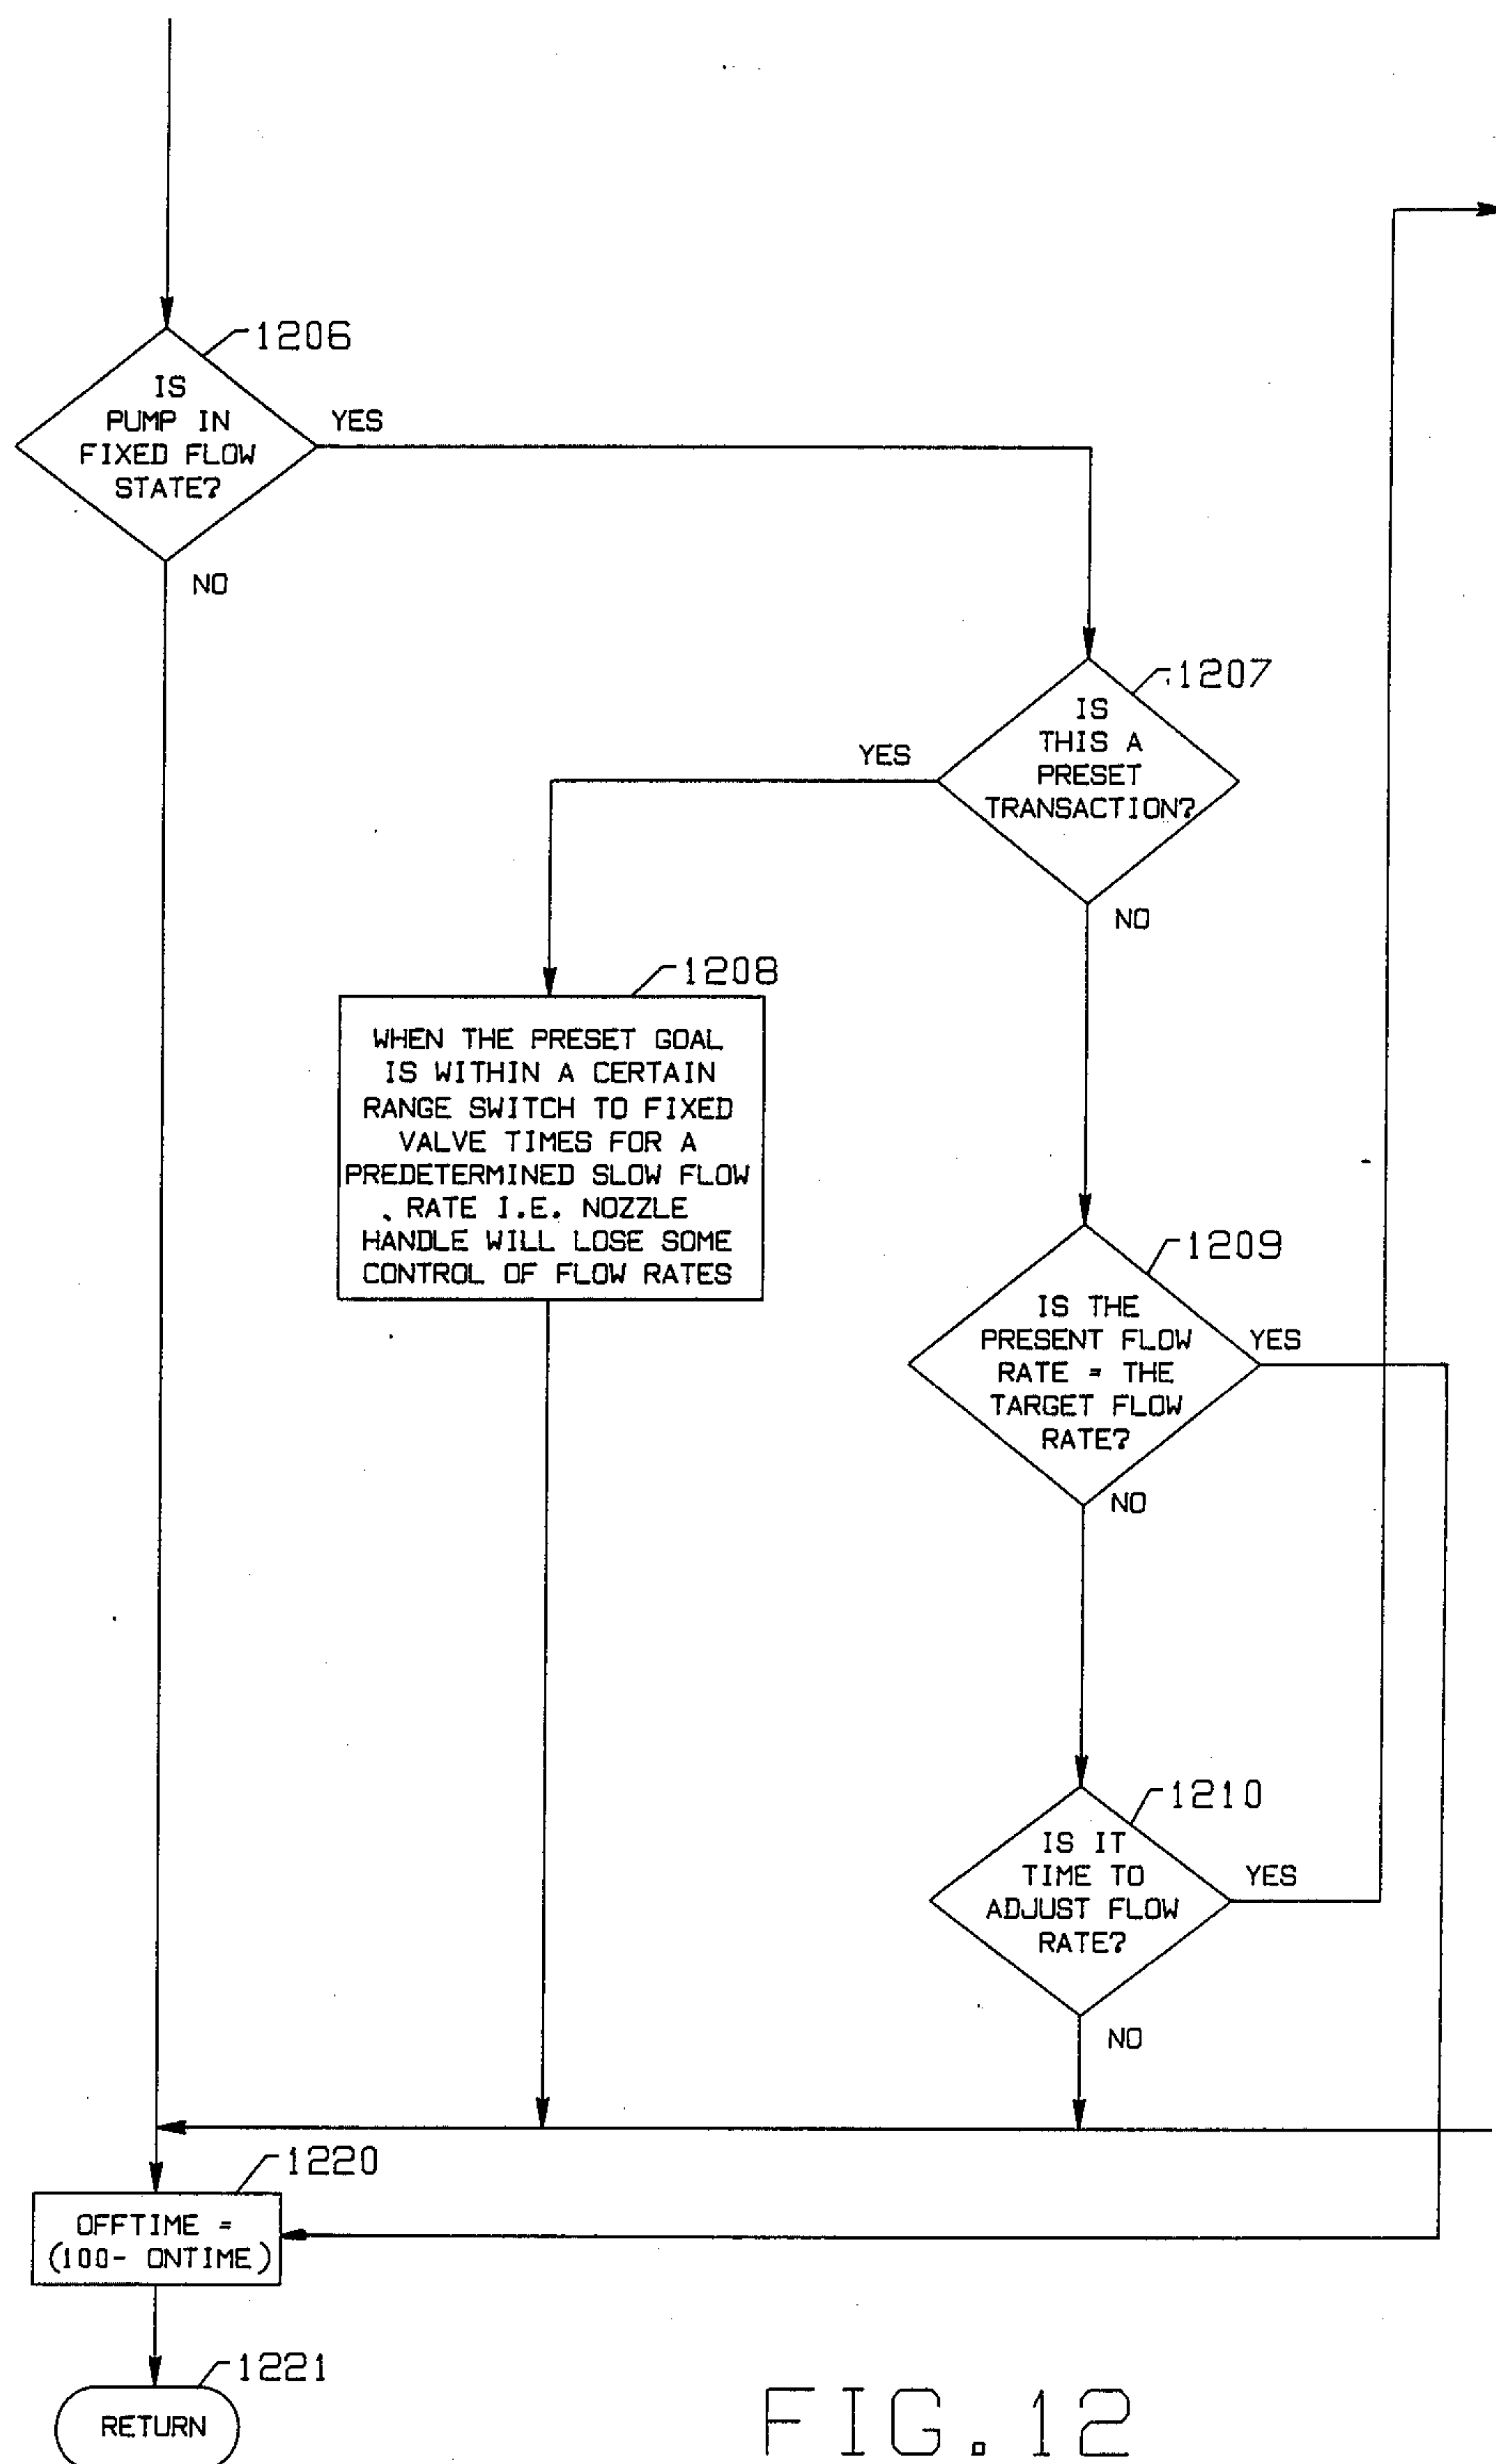 1206
IS
PUMP IN
FIXED FLOW
STATE?
YES
NO
1207
IS
THIS A
PRESET
TRANSACTION?
YES
NO
1208
WHEN THE PRESET GOAL
IS WITHIN A CERTAIN
RANGE SWITCH TO FIXED
VALVE TIMES FOR A
PREDETERMINED SLOW FLOW
RATE I.E. NOZZLE
HANDLE WILL LOSE SOME
CONTROL OF FLOW RATES
1209
IS THE
PRESENT FLOW
RATE = THE
TARGET FLOW
RATE?
YES
NO
1210
IS IT
TIME TO
ADJUST FLOW
RATE?
YES
NO
1220
OFFTIME =
(100- ONTIME)
1221
RETURN
FIG.12